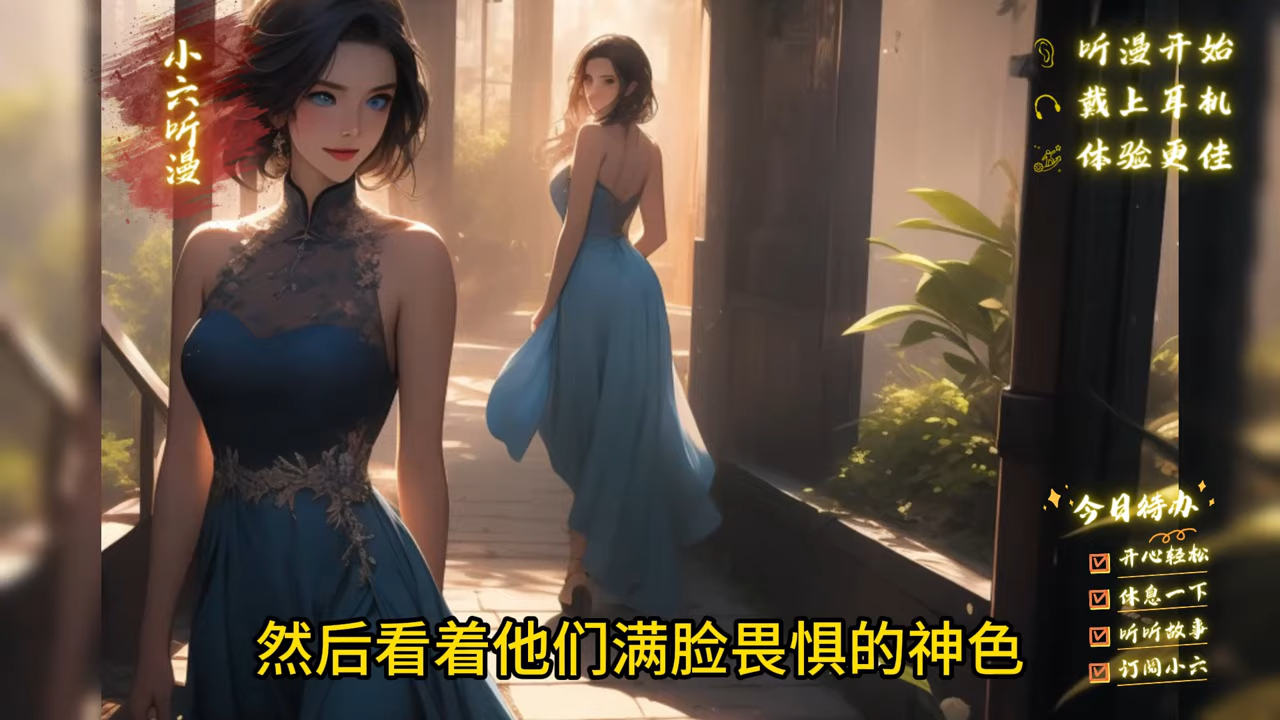 小六听漫
听漫开始
戴上耳机
体验更佳
今日待办
开心轻松
休息一下
听听故事
订阅小六
然后看着他们满脸畏惧的神色